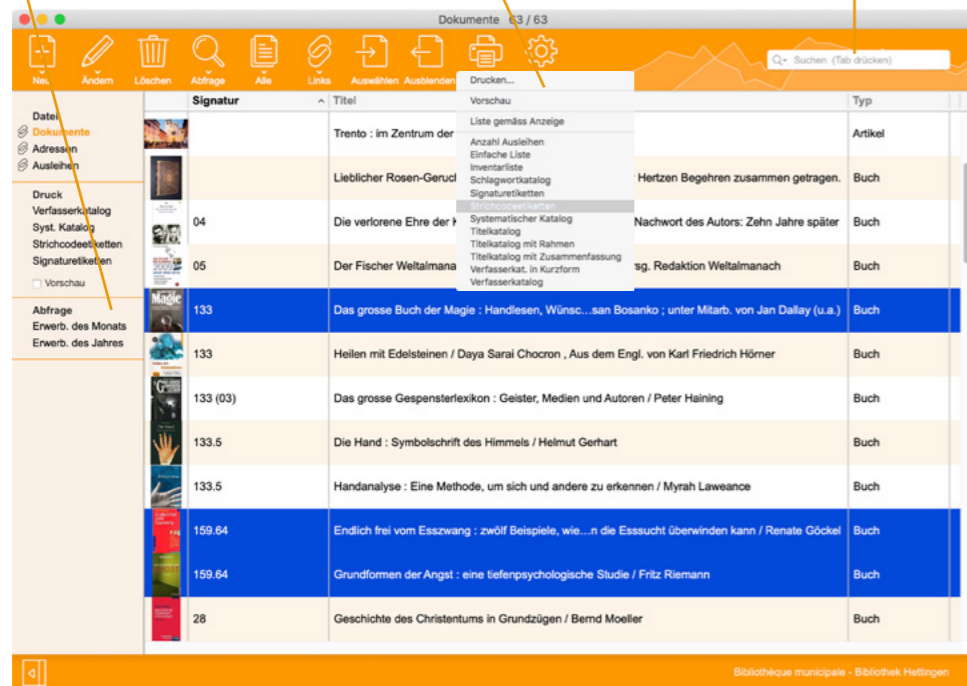 Dokumente 63 / 63
Neu Ändern Löschen Abfrage Alle Links Auswählen Ausblenden
Suchen (Tab drücken)
Drucken...
Vorschau
Liste gemäss Anzeige
Anzahl Ausleihen
Einfache Liste
Inventarliste
Schlagwortkatalog
Signaturetiketten
Strichcodeetiketten
Systematischer Katalog
Titelkatalog
Titelkatalog mit Rahmen
Titelkatalog mit Zusammenfassung
Verfasserkat. in Kurzform
Verfasserkatalog
Datei
Dokumente
Adressen
Ausleihen
Druck
Verfasserkatalog
Syst. Katalog
Strichcodeetiketten
Signaturetiketten
Vorschau
Abfrage
Erwerb. des Monats
Erwerb. des Jahres
Signatur Titel Typ
Trento : im Zentrum der Artikel
Lieblicher Rosen-Geruch Hertzen Begehren zusammen getragen. Buch
04 Die verlorene Ehre der K Nachwort des Autors: Zehn Jahre später Buch
05 Der Fischer Weltalmana rsg. Redaktion Weltalmanach Buch
Magie
133 Das grosse Buch der Magie : Handlesen, Wünsc...san Bosanko ; unter Mitarb. von Jan Dallay (u.a.) Buch
133 Heilen mit Edelsteinen / Daya Sarai Chocron , Aus dem Engl. von Karl Friedrich Hörner Buch
133 (03) Das grosse Gespensterlexikon : Geister, Medien und Autoren / Peter Haining Buch
133.5 Die Hand : Symbolschrift des Himmels / Helmut Gerhart Buch
133.5 Handanalyse : Eine Methode, um sich und andere zu erkennen / Myrah Laweance Buch
159.64 Endlich frei vom Esszwang : zwölf Beispiele, wie...n die Esssucht überwinden kann / Renate Göckel Buch
159.64 Grundformen der Angst : eine tiefenpsychologische Studie / Fritz Riemann Buch
28 Geschichte des Christentums in Grundzügen / Bernd Moeller Buch
Bibliothèque municipale - Bibliothek Hettingen